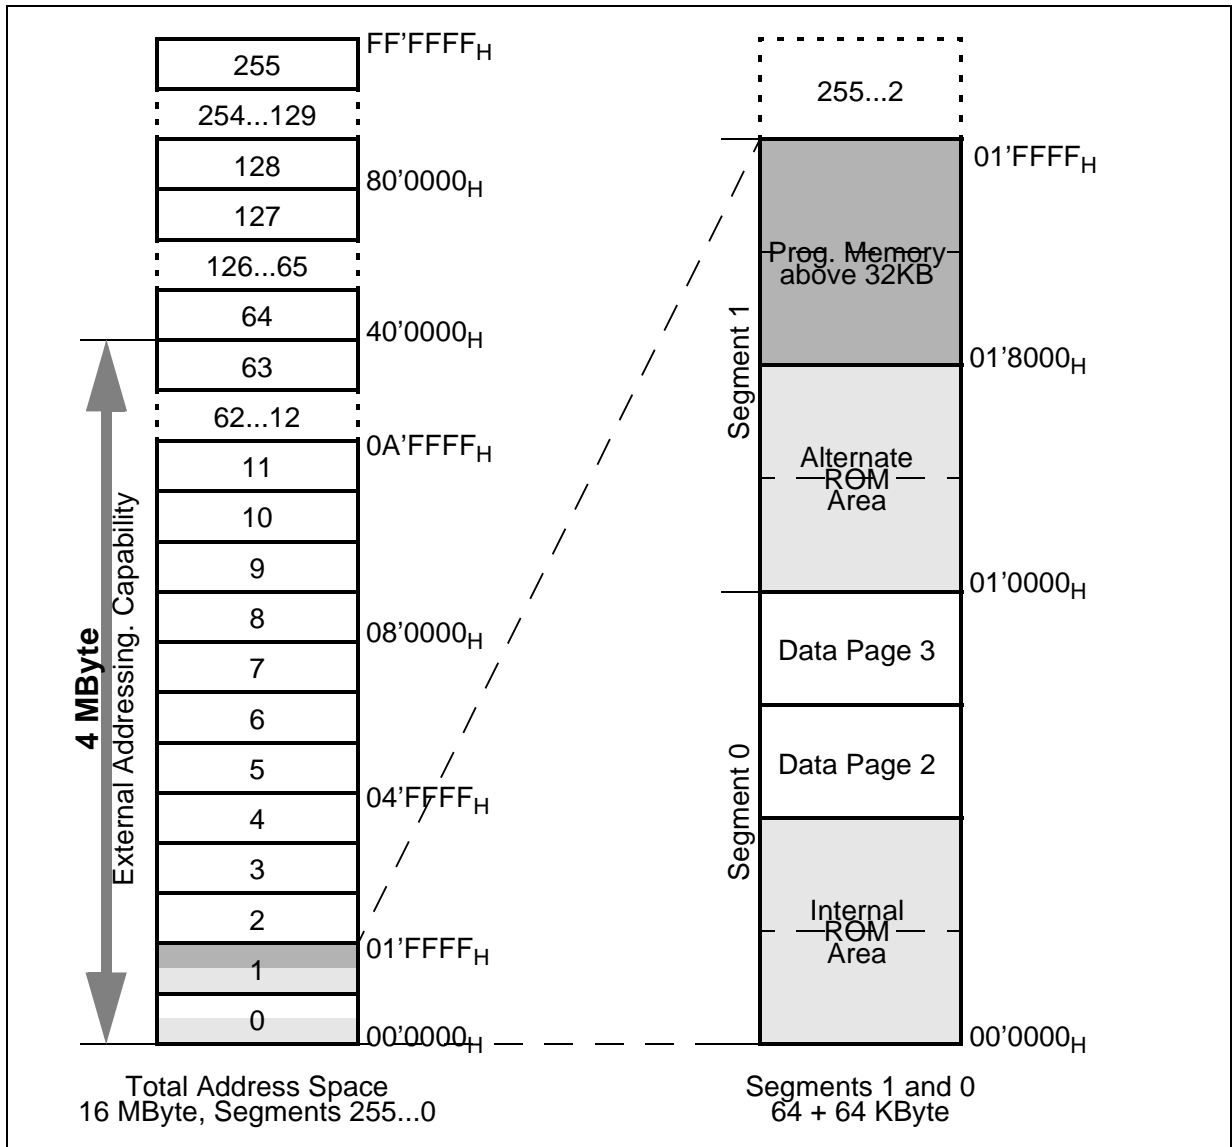 FF'FFFFH
255
254...129
128
80'0000H
127
126...65
64
40'0000H
63
62...12
0A'FFFFH
11
10
9
8
08'0000H
7
6
5
04'FFFFH
4
3
2
01'FFFFH
1
0
00'0000H
4 MByte
External Addressing. Capability
Total Address Space
16 MByte, Segments 255...0
255...2
01'FFFFH
Prog. Memory
above 32KB
01'8000H
Segment 1
Alternate
ROM
Area
01'0000H
Data Page 3
Data Page 2
Segment 0
Internal
ROM
Area
00'0000H
Segments 1 and 0
64 + 64 KByte